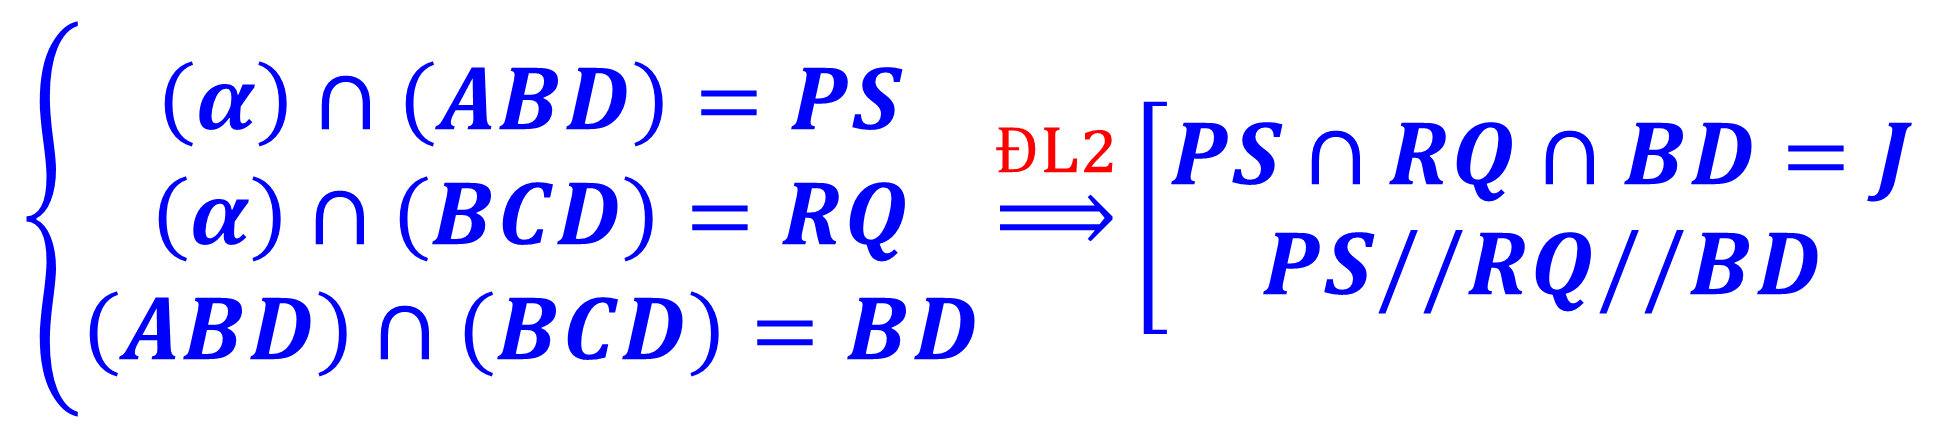 (α) ∩ (ABD) = PS
(α) ∩ (BCD) = RQ
(ABD) ∩ (BCD) = BD
ĐL2
⟹
PS ∩ RQ ∩ BD = J
PS//RQ//BD